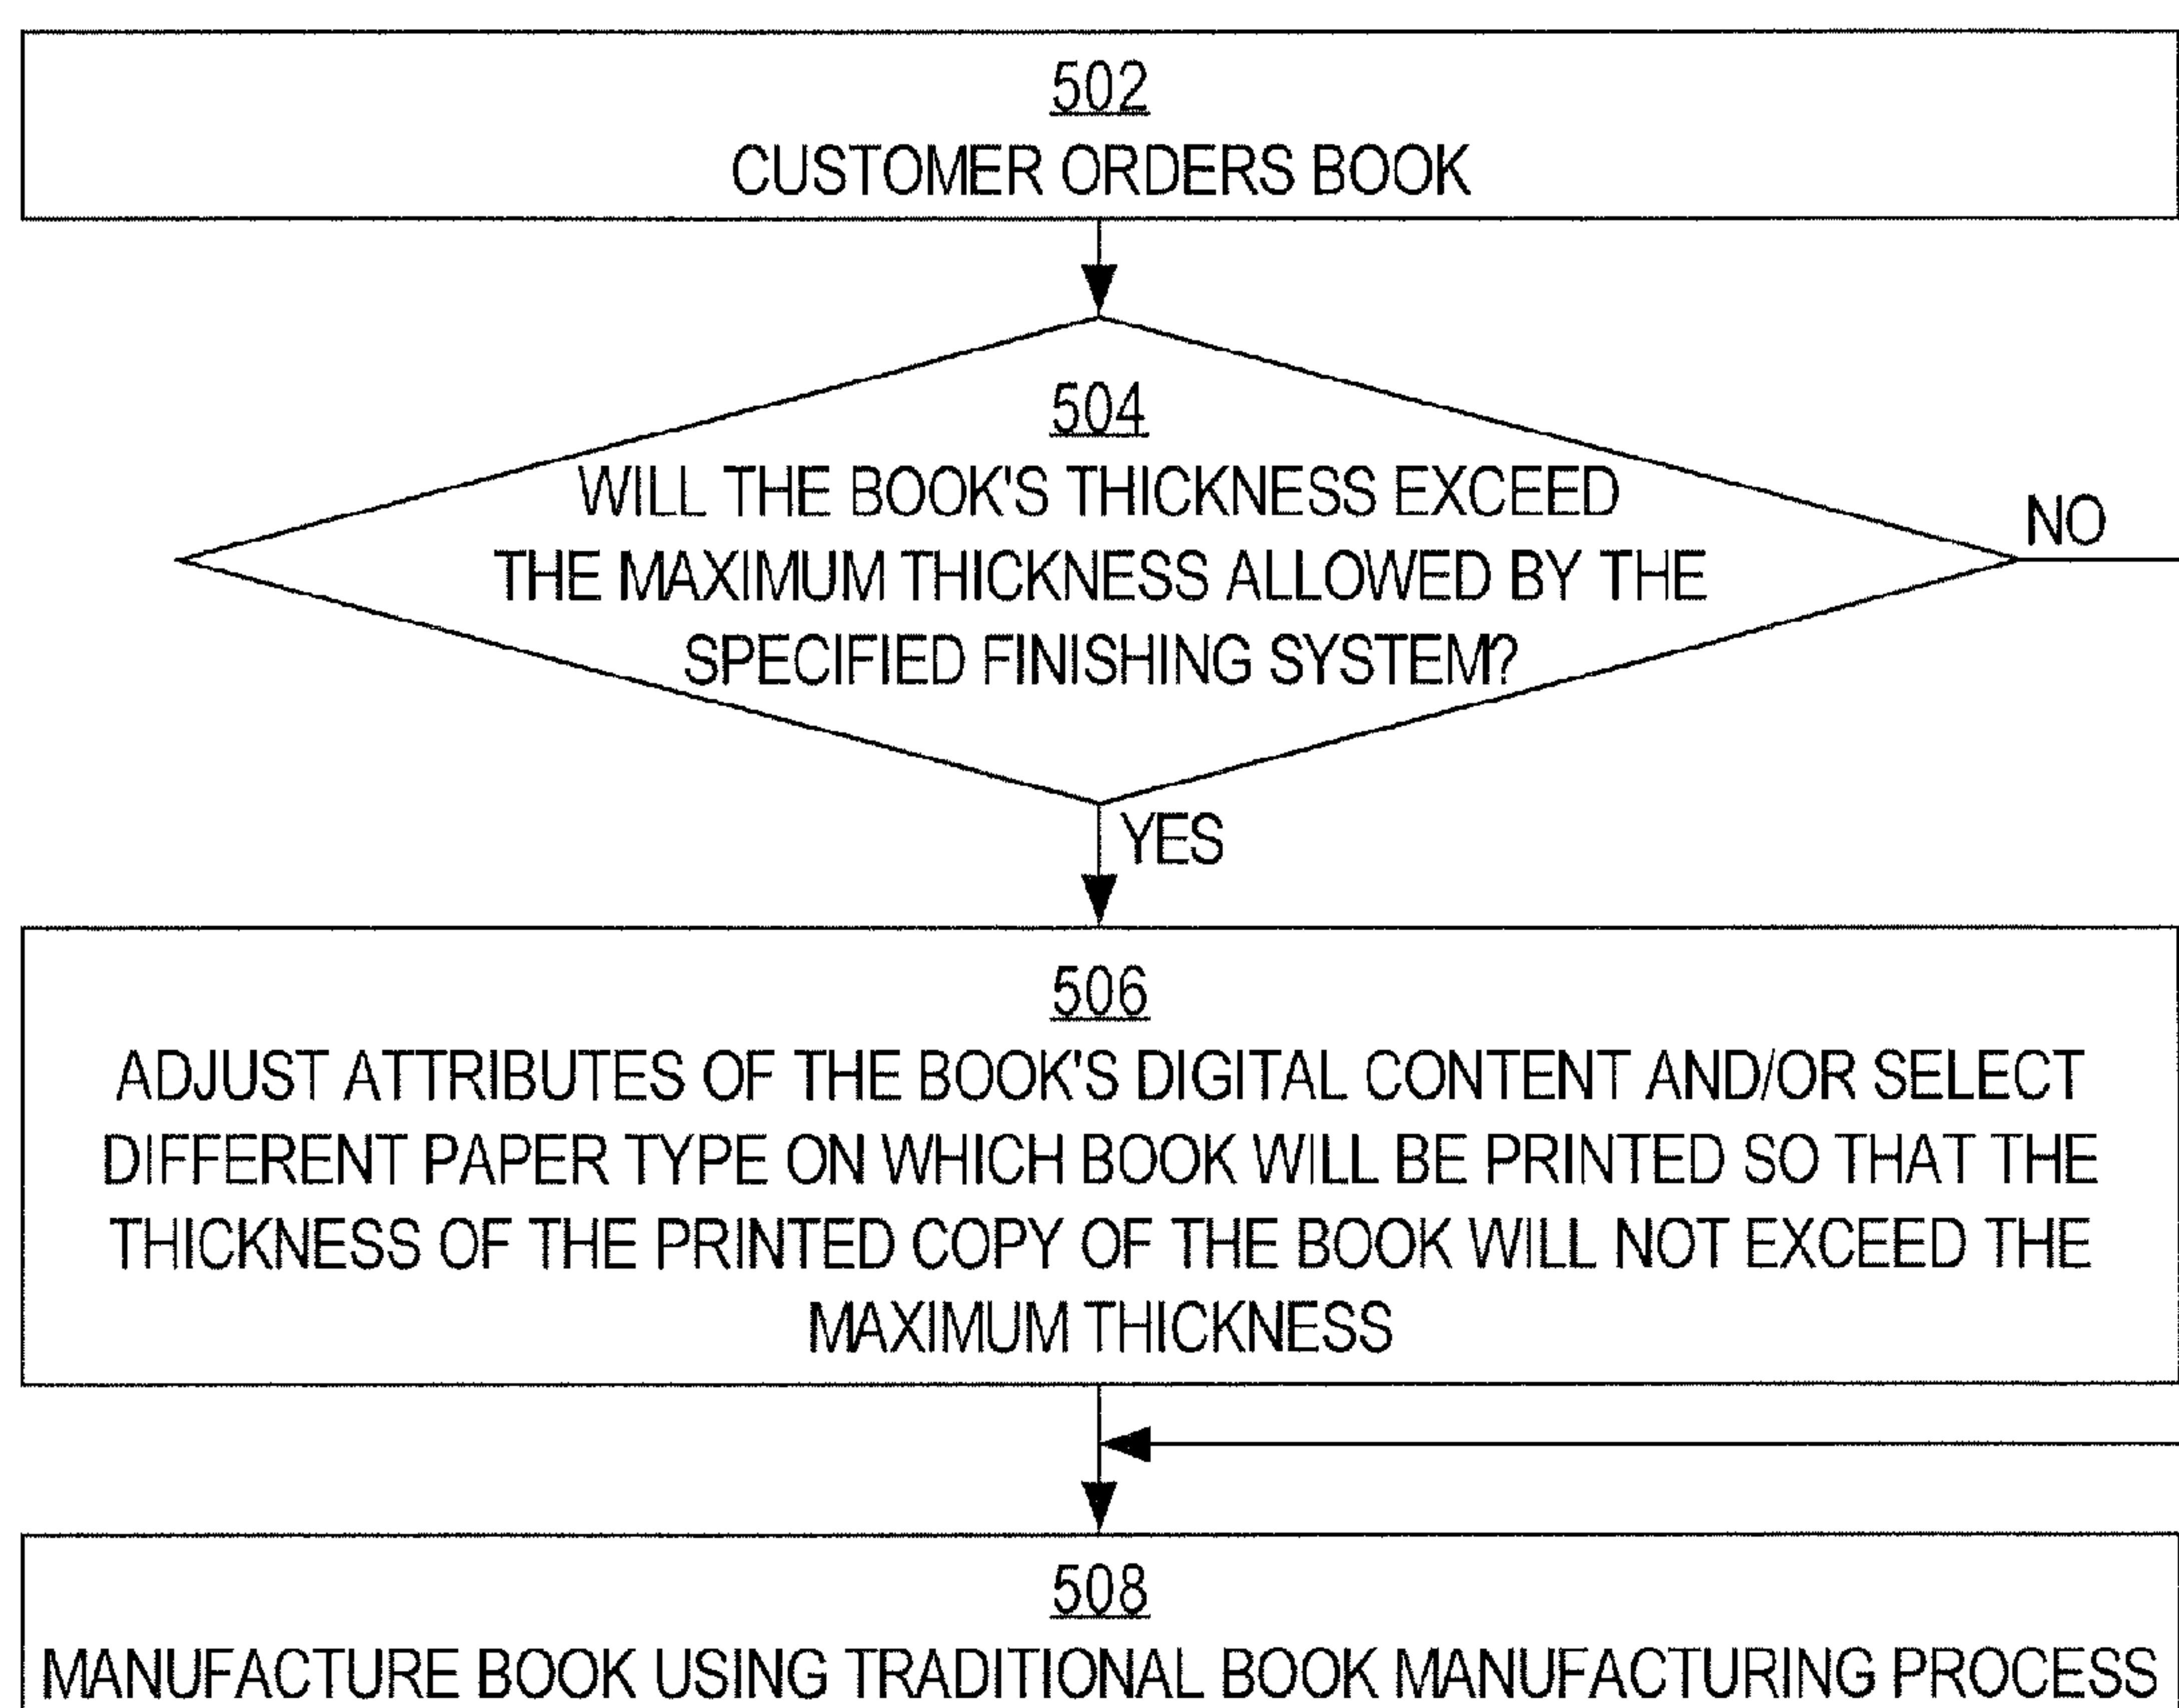 502
CUSTOMER ORDERS BOOK
504
WILL THE BOOK'S THICKNESS EXCEED
THE MAXIMUM THICKNESS ALLOWED BY THE
SPECIFIED FINISHING SYSTEM?
NO
YES
506
ADJUST ATTRIBUTES OF THE BOOK'S DIGITAL CONTENT AND/OR SELECT
DIFFERENT PAPER TYPE ON WHICH BOOK WILL BE PRINTED SO THAT THE
THICKNESS OF THE PRINTED COPY OF THE BOOK WILL NOT EXCEED THE
MAXIMUM THICKNESS
508
MANUFACTURE BOOK USING TRADITIONAL BOOK MANUFACTURING PROCESS